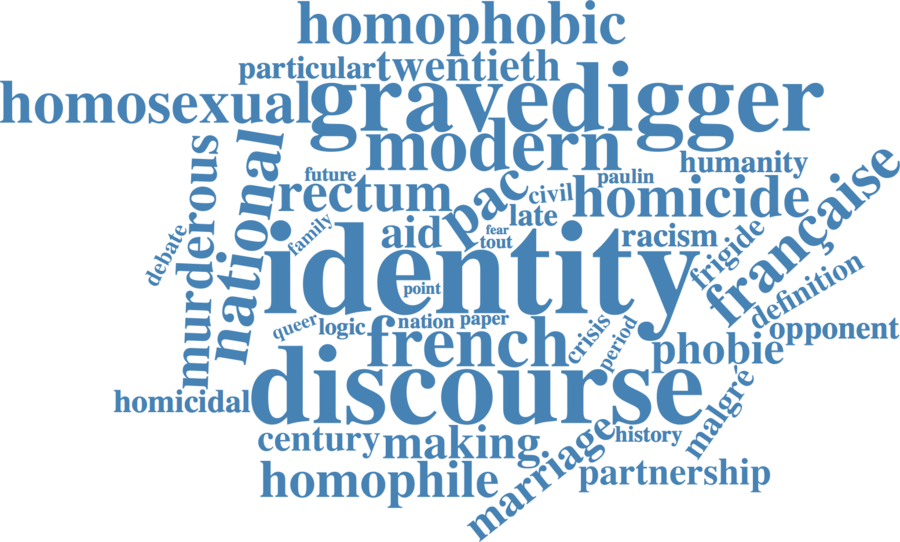 homophobic
particular
twentieth
homosexual
gravedigger
modern
humanity
française
murderous
national
future
rectum
pac
civil
paulin
homicide
late
family
aid
fear
tout
racism
frigide
debate
identity
definition
point
queer
logic
nation
paper
crisis
period
opponent
french
phobie
homicidal
discourse
malgré
century
making
marriage
history
homophile
partnership